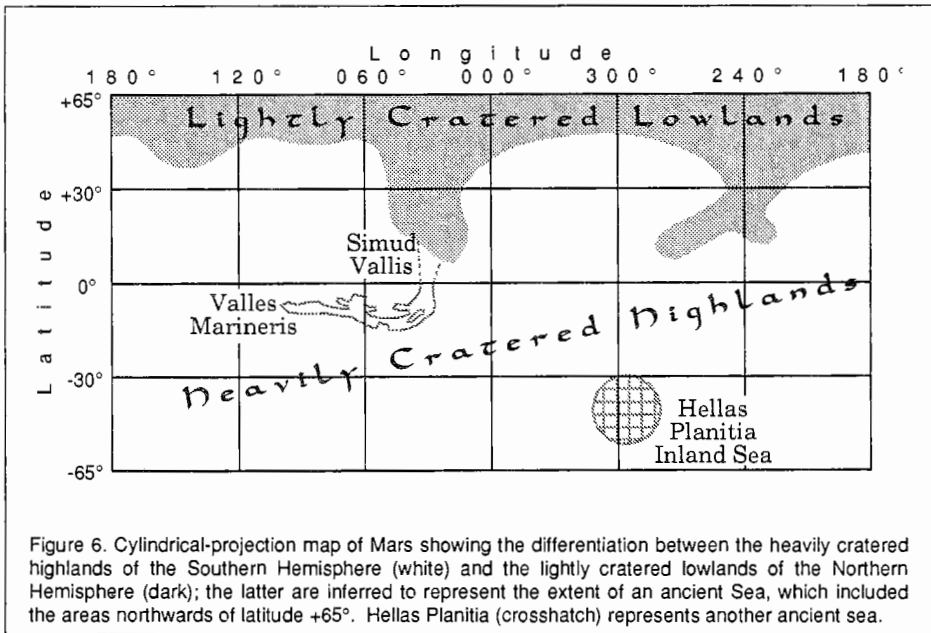 Longitude
180° 120° 060° 000° 300° 240° 180°
+65°
Lightly Cratered Lowlands
+30°
Latitude
Simud
Vallis
0°
Valles
Marineris
Heavily Cratered Highlands
-30°
Hellas
Planitia
Inland Sea
-65°
Figure 6. Cylindrical-projection map of Mars showing the differentiation between the heavily cratered
highlands of the Southern Hemisphere (white) and the lightly cratered lowlands of the Northern
Hemisphere (dark); the latter are inferred to represent the extent of an ancient Sea, which included
the areas northwards of latitude +65°. Hellas Planitia (crosshatch) represents another ancient sea.